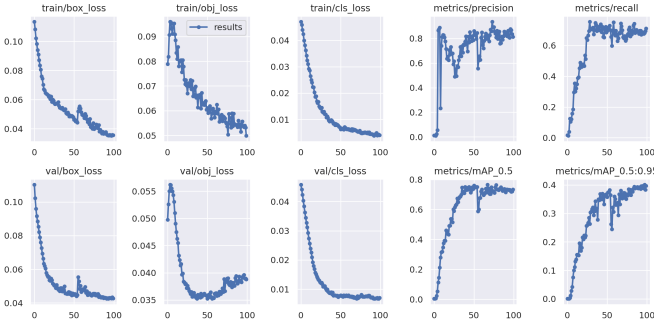 train/box_loss
train/obj_loss
train/cls_loss
metrics/precision
metrics/recall
results
0.10
0.08
0.06
0.04
0.09
0.08
0.07
0.06
0.05
0.04
0.03
0.02
0.01
0.8
0.6
0.4
0.2
0.0
0.8
0.6
0.4
0.2
0.0
0 50 100
0 50 100
0 50 100
0 50 100
0 50 100
val/box_loss
val/obj_loss
val/cls_loss
metrics/mAP_0.5
metrics/mAP_0.5:0.95
0.10
0.08
0.06
0.04
0.055
0.050
0.045
0.040
0.035
0.04
0.03
0.02
0.01
0.8
0.6
0.4
0.2
0.0
0.4
0.3
0.2
0.1
0.0
0 50 100
0 50 100
0 50 100
0 50 100
0 50 100